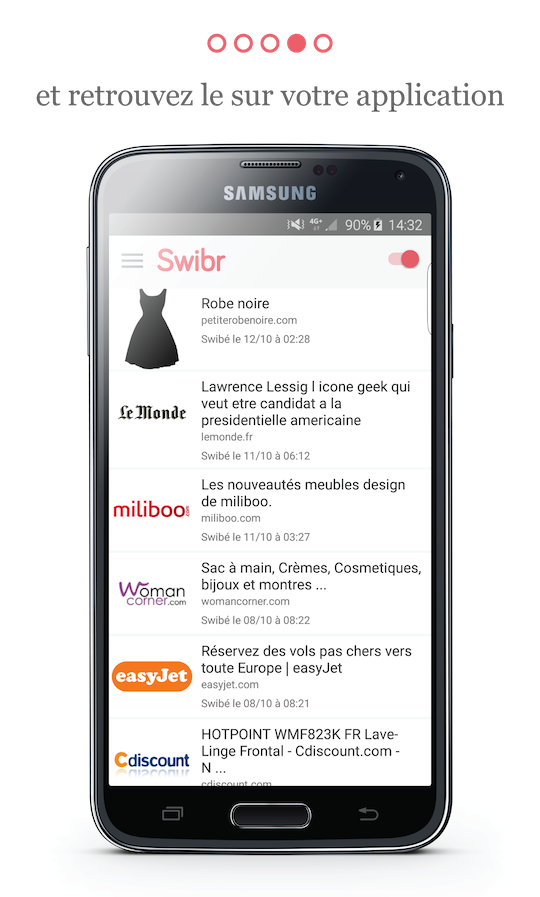 et retrouvez le sur votre application
SAMSUNG
4G+ 90% 14:32
Swibr
Robe noire
petiterobenoire.com
Swibé le 12/10 à 02:28
Le Monde
Lawrence Lessig l icone geek qui
veut etre candidat a la
presidentielle americaine
lemonde.fr
Swibé le 11/10 à 06:12
miliboo.com
Les nouveautés meubles design
de miliboo.
miliboo.com
Swibé le 11/10 à 03:27
Woman
corner.com
Sac à main, Crèmes, Cosmetiques,
bijoux et montres ...
womancorner.com
Swibé le 08/10 à 08:22
easyJet
Réservez des vols pas chers vers
toute Europe | easyJet
easyjet.com
Swibé le 08/10 à 08:21
Cdiscount
HOTPOINT WMF823K FR Lave-
Linge Frontal - Cdiscount.com -
N ...
cdiscount.com